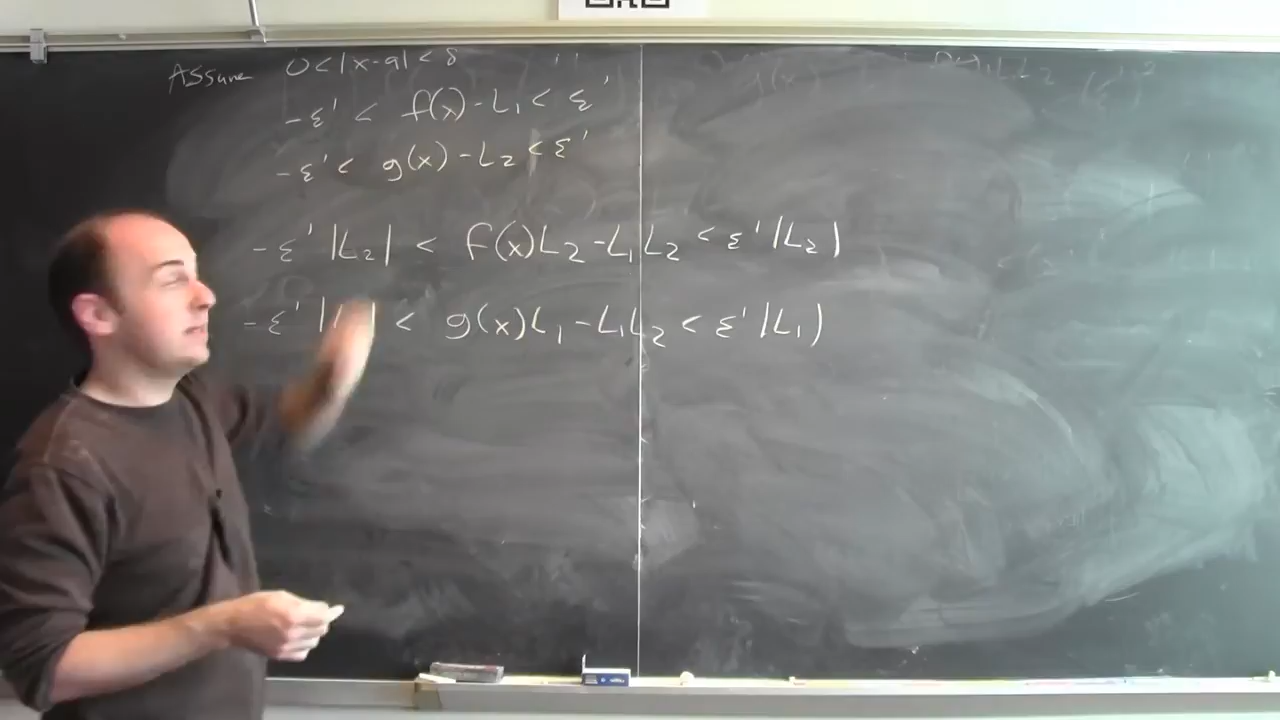 Assume 0<|x-a|<δ
-ε' < f(x)-L₁ < ε'
-ε' < g(x)-L₂ < ε'
-ε'|L₂| < f(x)L₂-L₁L₂ < ε'|L₂|
-ε'|L₁| < g(x)L₁-L₁L₂ < ε'|L₁|